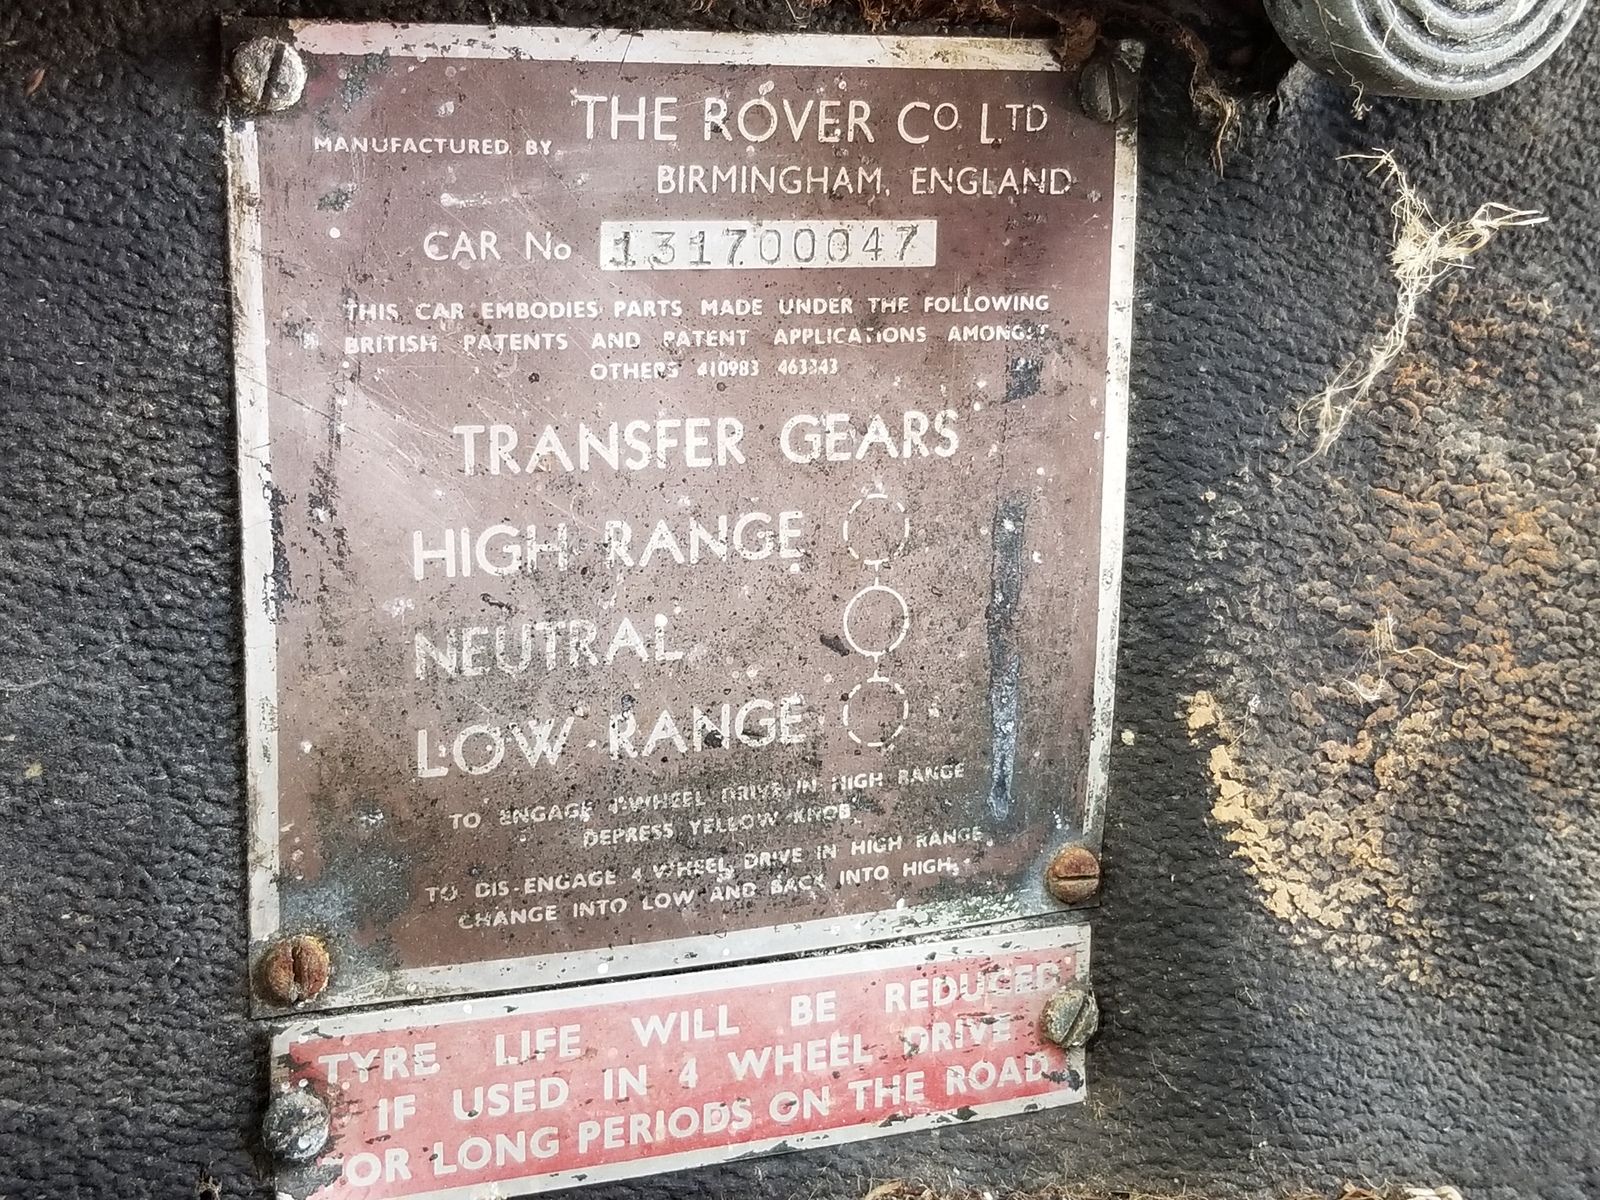 MANUFACTURED BY THE ROVER Co LTD
BIRMINGHAM, ENGLAND
CAR No 131700047
THIS CAR EMBODIES PARTS MADE UNDER THE FOLLOWING
BRITISH PATENTS AND PATENT APPLICATIONS AMONGST
OTHERS 410983
TRANSFER GEARS
HIGH RANGE
NEUTRAL
LOW RANGE
TO ENGAGE 4 WHEEL DRIVE IN HIGH RANGE
DEPRESS YELLOW KNOB.
TO DIS-ENGAGE 4 WHEEL DRIVE IN HIGH RANGE,
CHANGE INTO LOW AND BACK INTO HIGH.
TYRE LIFE WILL BE REDUCED
IF USED IN 4 WHEEL DRIVE
FOR LONG PERIODS ON THE ROAD